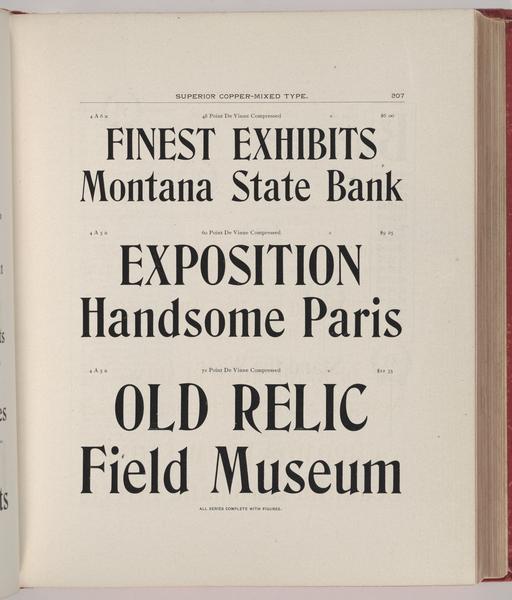 SUPERIOR COPPER-MIXED TYPE. 207
4 A 6 a 48 Point De Vinne Compressed $6 00
FINEST EXHIBITS
Montana State Bank
4 A 5 a 60 Point De Vinne Compressed $9 25
EXPOSITION
Handsome Paris
4 A 5 a 72 Point De Vinne Compressed
OLD RELIC
Field Museum
ALL SERIES COMPLETE WITH FIGURES.